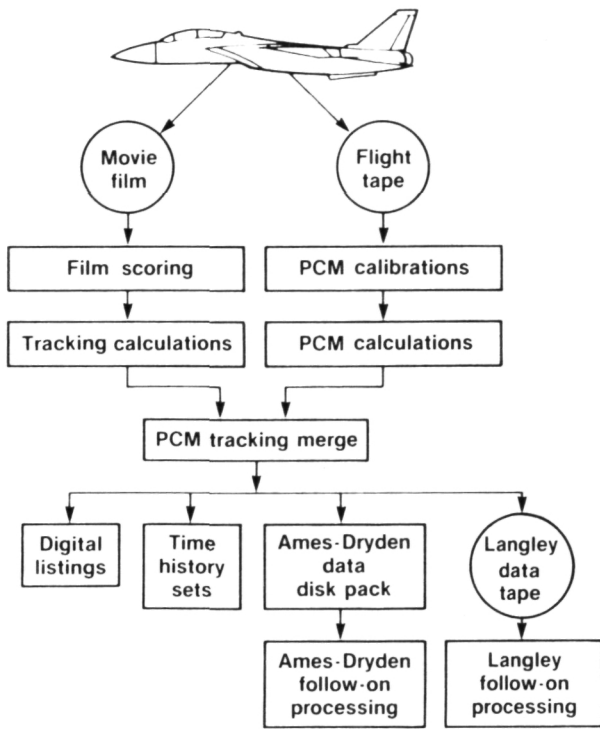 Movie
film
Flight
tape
Film scoring
PCM calibrations
Tracking calculations
PCM calculations
PCM tracking merge
Digital
listings
Time
history
sets
Ames-Dryden
data
disk pack
Langley
data
tape
Ames-Dryden
follow-on
processing
Langley
follow-on
processing